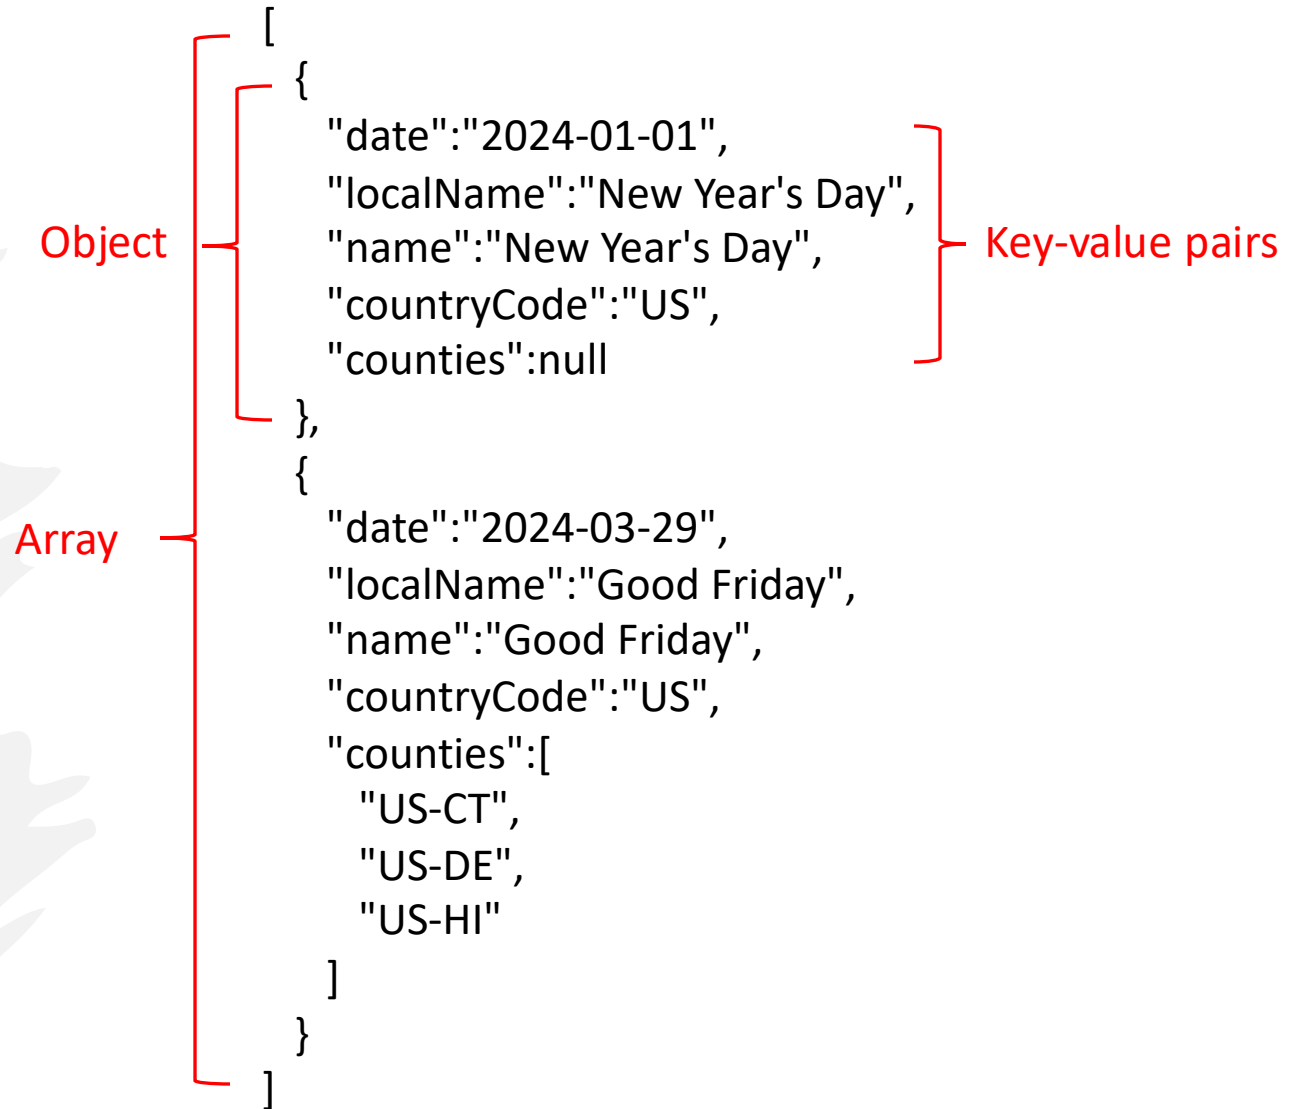 [
{
"date":"2024-01-01",
"localName":"New Year's Day",
Object "name":"New Year's Day", Key-value pairs
"countryCode":"US",
"counties":null
},
{
Array "date":"2024-03-29",
"localName":"Good Friday",
"name":"Good Friday",
"countryCode":"US",
"counties":[
"US-CT",
"US-DE",
"US-HI"
]
}
]